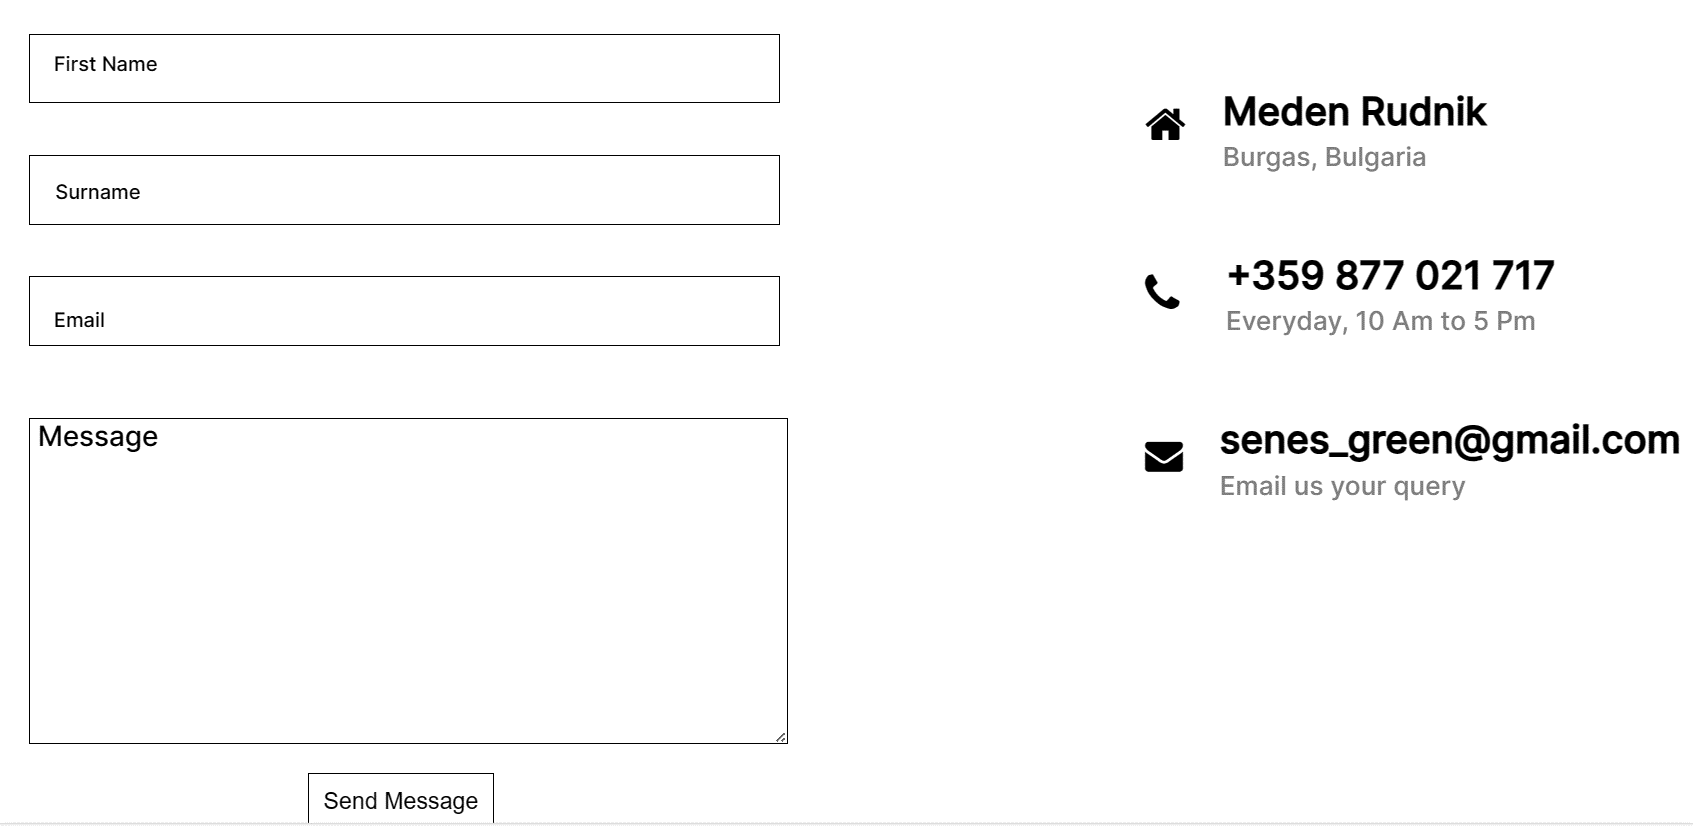 First Name
Surname
Email
Message
Send Message
Meden Rudnik
Burgas, Bulgaria
+359 877 021 717
Everyday, 10 Am to 5 Pm
senes_green@gmail.com
Email us your query